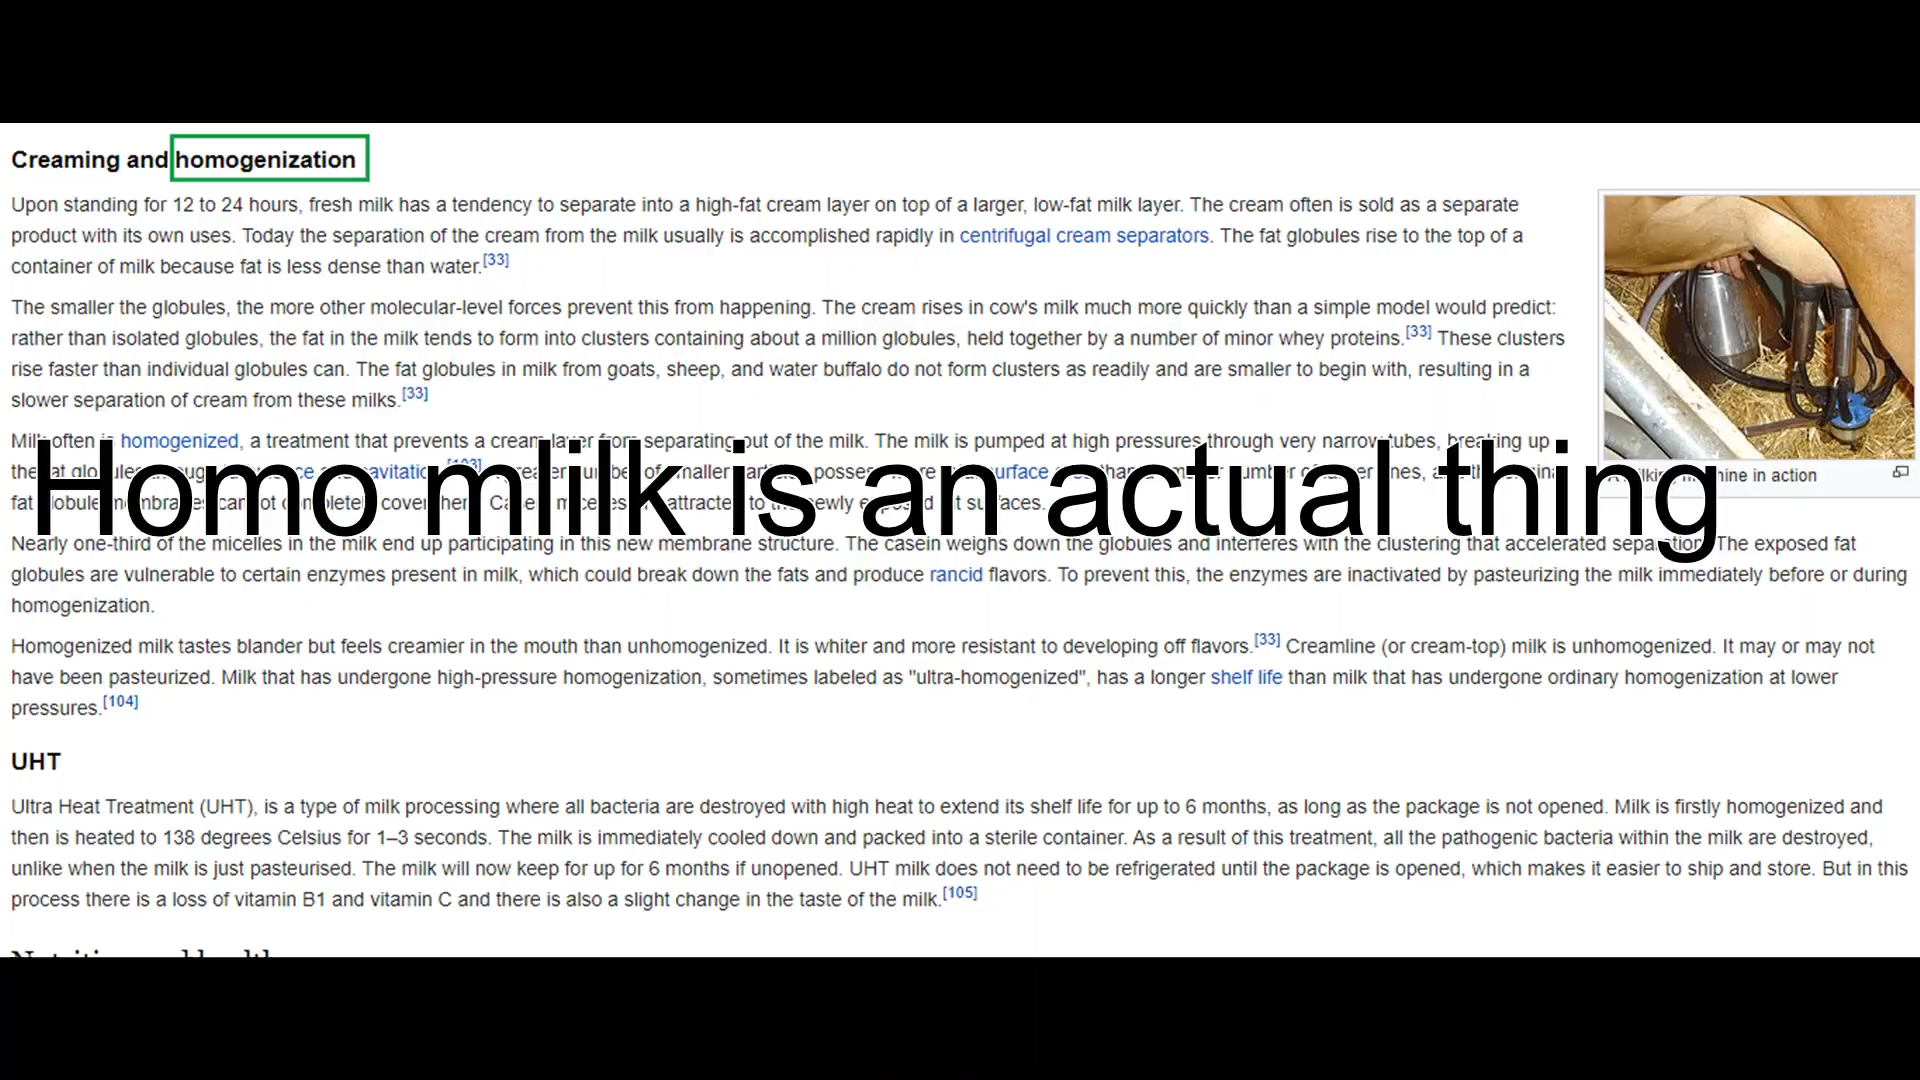 Creaming and homogenization
Upon standing for 12 to 24 hours, fresh milk has a tendency to separate into a high-fat cream layer on top of a larger, low-fat milk layer. The cream often is sold as a separate
product with its own uses. Today the separation of the cream from the milk usually is accomplished rapidly in centrifugal cream separators. The fat globules rise to the top of a
container of milk because fat is less dense than water.[33]
The smaller the globules, the more other molecular-level forces prevent this from happening. The cream rises in cow's milk much more quickly than a simple model would predict:
rather than isolated globules, the fat in the milk tends to form into clusters containing about a million globules, held together by a number of minor whey proteins.[33] These clusters
rise faster than individual globules can. The fat globules in milk from goats, sheep, and water buffalo do not form clusters as readily and are smaller to begin with, resulting in a
slower separation of cream from these milks.[33]
Milk often is homogenized, a treatment that prevents a cream layer from separating out of the milk. The milk is pumped at high pressures through very narrow tubes, breaking up
the fat globules smaller surface
fat cover attracted to newly fat surfaces.
Homo mlilk is an actual thing
in action
Nearly one-third of the micelles in the milk end up participating in this new membrane structure. The casein weighs down the globules and interferes with the clustering that accelerated separation. The exposed fat
globules are vulnerable to certain enzymes present in milk, which could break down the fats and produce rancid flavors. To prevent this, the enzymes are inactivated by pasteurizing the milk immediately before or during
homogenization.
Homogenized milk tastes blander but feels creamier in the mouth than unhomogenized. It is whiter and more resistant to developing off flavors.[33] Creamline (or cream-top) milk is unhomogenized. It may or may not
have been pasteurized. Milk that has undergone high-pressure homogenization, sometimes labeled as "ultra-homogenized", has a longer shelf life than milk that has undergone ordinary homogenization at lower
pressures.[104]
UHT
Ultra Heat Treatment (UHT), is a type of milk processing where all bacteria are destroyed with high heat to extend its shelf life for up to 6 months, as long as the package is not opened. Milk is firstly homogenized and
then is heated to 138 degrees Celsius for 1–3 seconds. The milk is immediately cooled down and packed into a sterile container. As a result of this treatment, all the pathogenic bacteria within the milk are destroyed,
unlike when the milk is just pasteurised. The milk will now keep for up for 6 months if unopened. UHT milk does not need to be refrigerated until the package is opened, which makes it easier to ship and store. But in this
process there is a loss of vitamin B1 and vitamin C and there is also a slight change in the taste of the milk.[105]